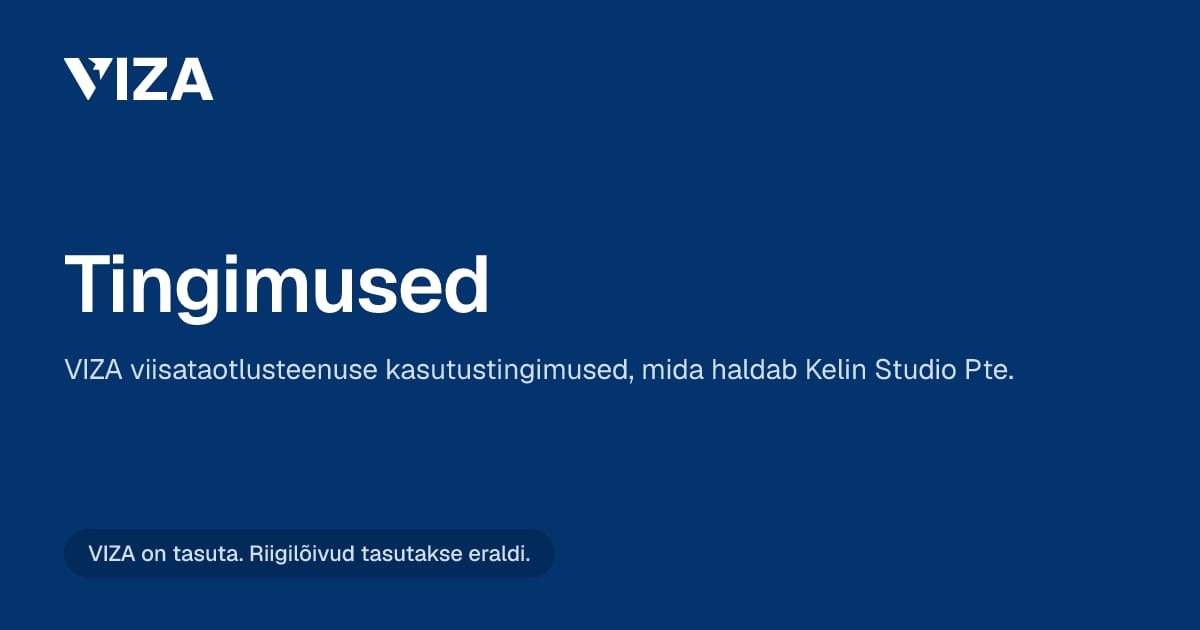 VIZA
Tingimused
VIZA viisataotlusteenuse kasutustingimused, mida haldab Kelin Studio Pte.
VIZA on tasuta. Riigilõivud tasutakse eraldi.